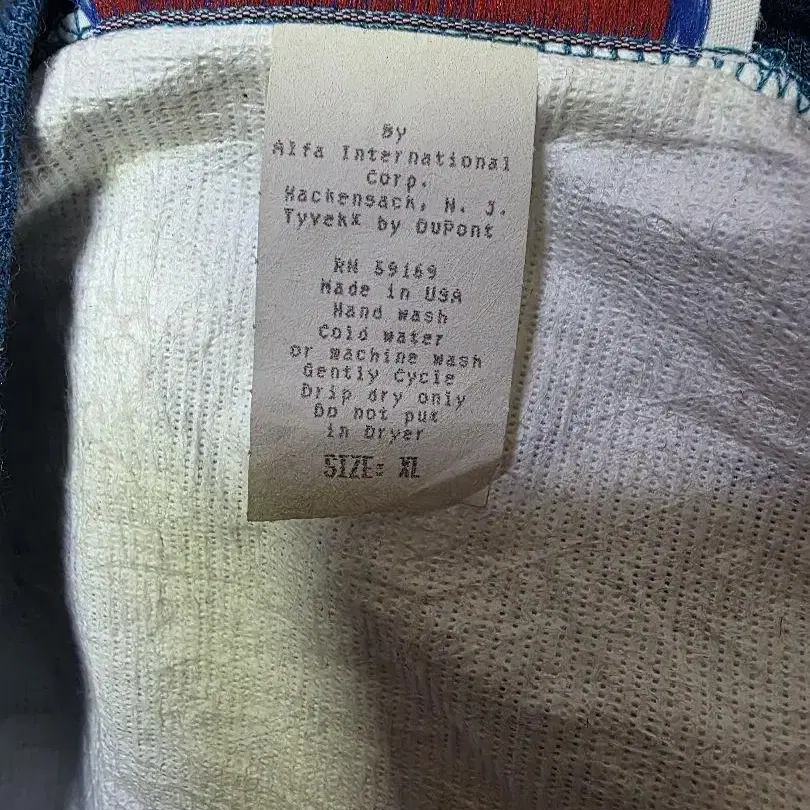 By
Alfa International
Corp.
Hackensack, N. J.
Tyvek* by DuPont
RN 59169
Made in USA
Hand wash
Cold water
or machine wash
Gently Cycle
Drip dry only
Do not put
in Dryer
SIZE: XL